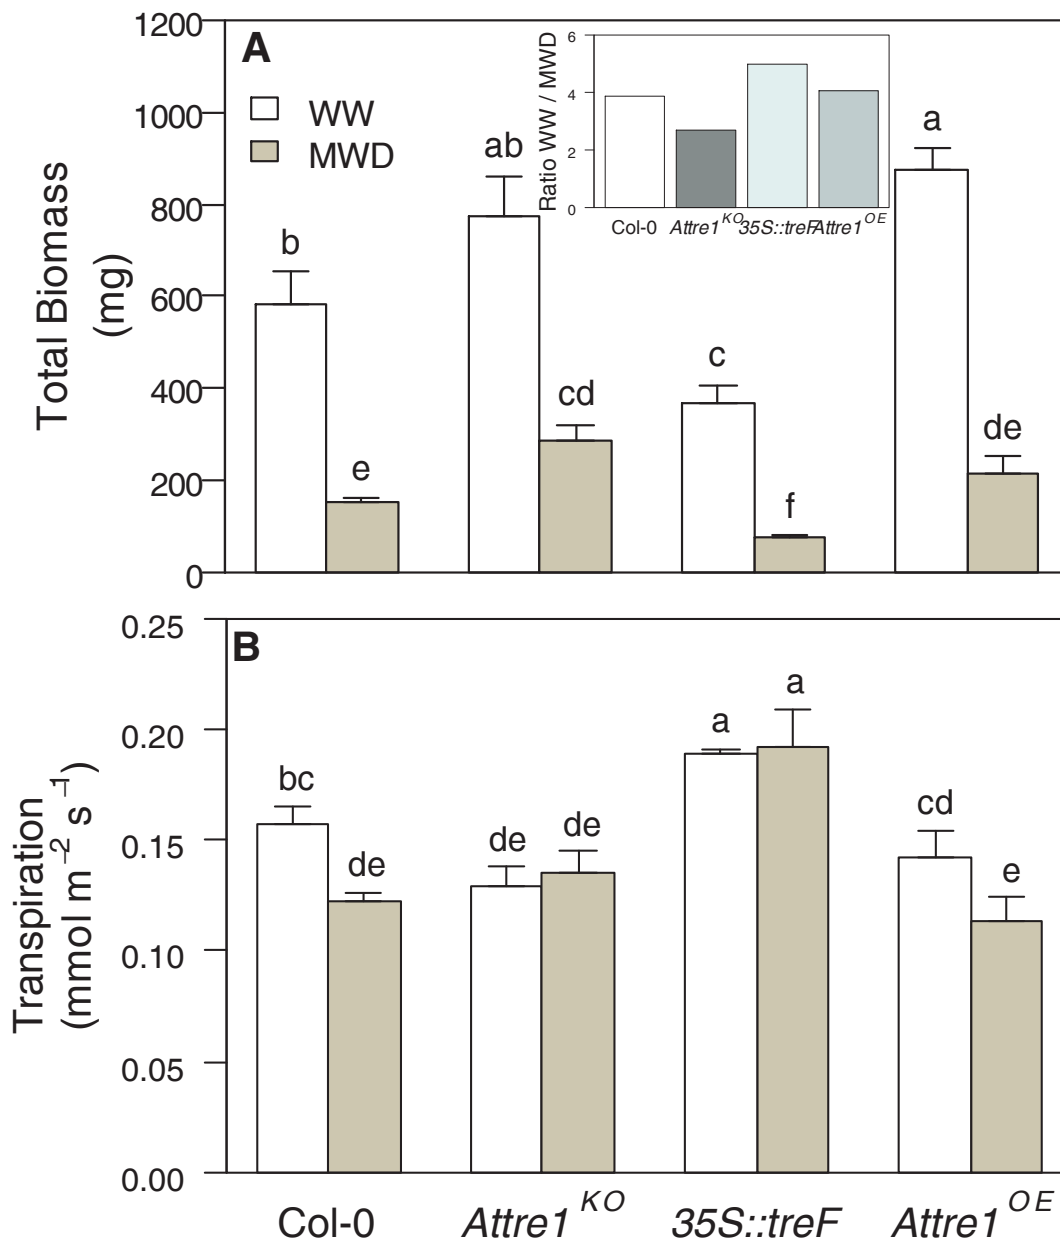 A
WW
MWD
Total Biomass
(mg)
1200
1000
800
600
400
200
0
b
e
ab
cd
c
f
a
de
Ratio WW / MWD
6
4
2
0
Col-0 Attre1 KO 35S::treF Attre1 OE
B
Transpiration
(mmol m⁻² s⁻¹)
0.25
0.20
0.15
0.10
0.05
0.00
bc
de
de
de
a
a
cd
e
Col-0 Attre1 KO 35S::treF Attre1 OE